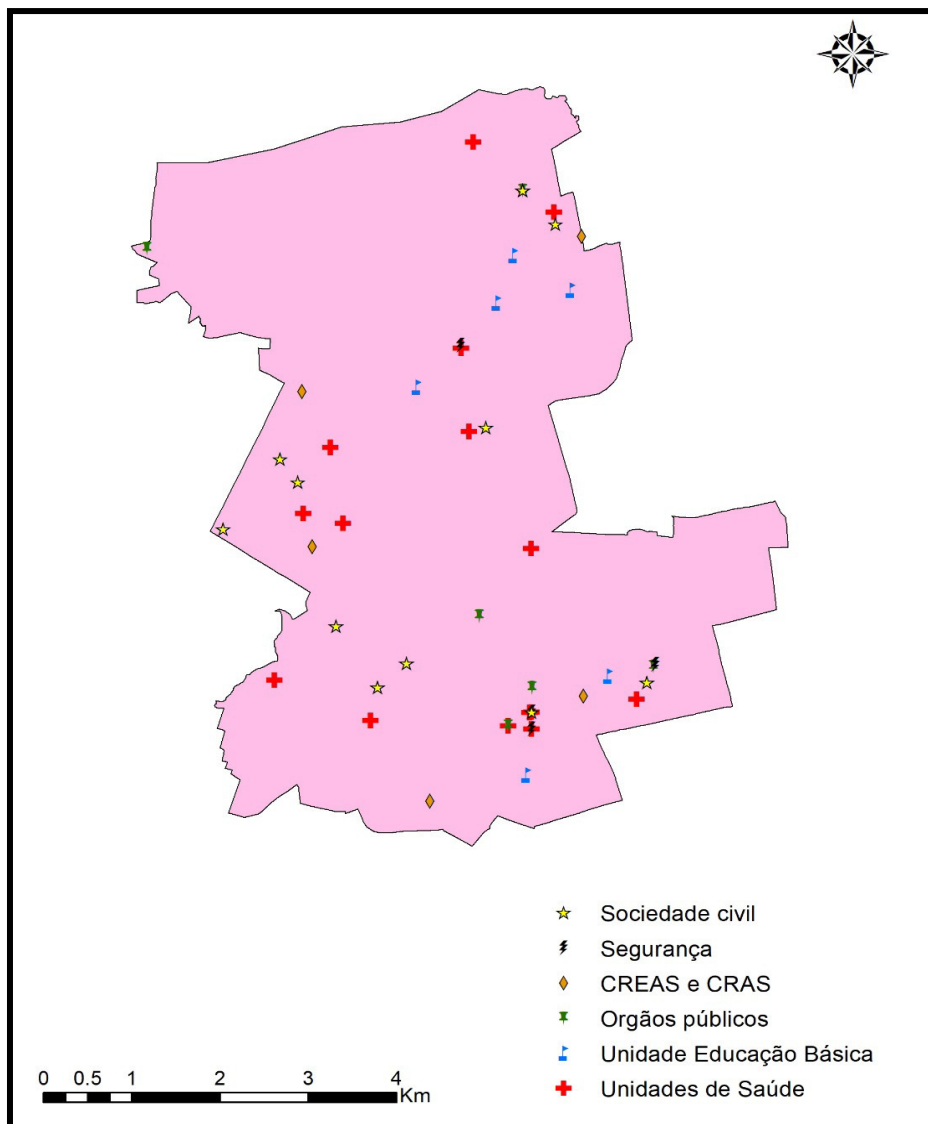 Sociedade civil
Segurança
CREAS e CRAS
Orgãos públicos
Unidade Educação Básica
Unidades de Saúde
0 0.5 1 2 3 4
Km